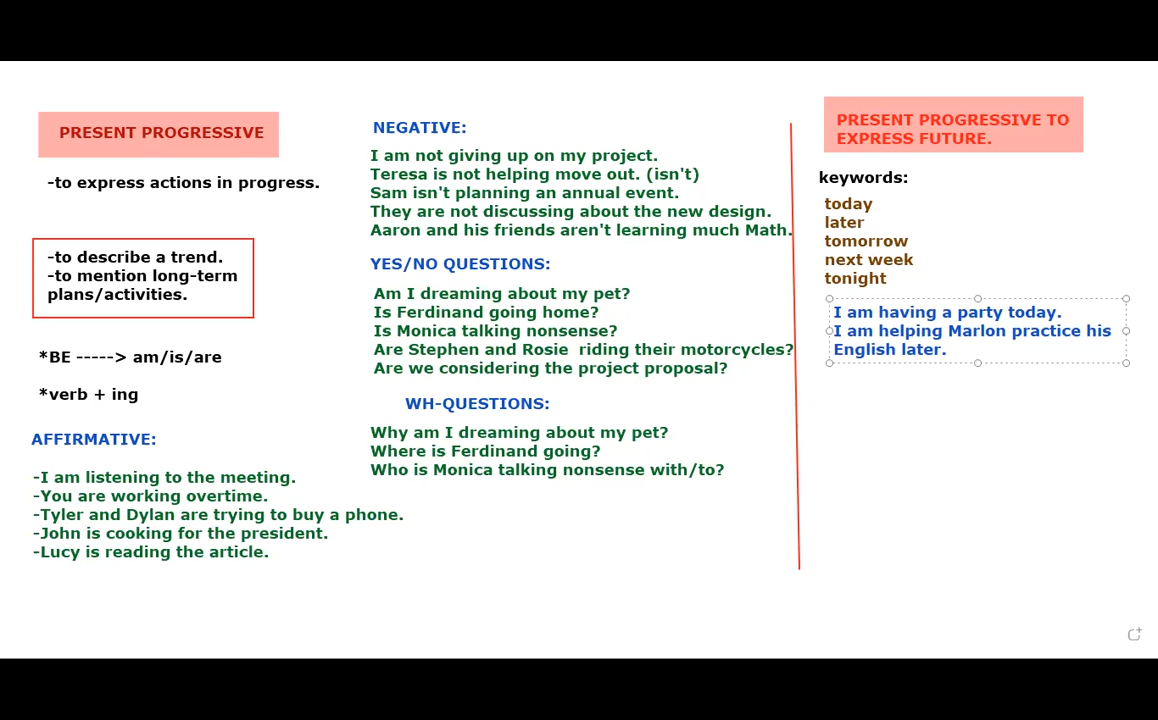 PRESENT PROGRESSIVE
-to express actions in progress.
-to describe a trend.
-to mention long-term
plans/activities.
*BE -----> am/is/are
*verb + ing
AFFIRMATIVE:
-I am listening to the meeting.
-You are working overtime.
-Tyler and Dylan are trying to buy a phone.
-John is cooking for the president.
-Lucy is reading the article.
NEGATIVE:
I am not giving up on my project.
Teresa is not helping move out. (isn't)
Sam isn't planning an annual event.
They are not discussing about the new design.
Aaron and his friends aren't learning much Math.
YES/NO QUESTIONS:
Am I dreaming about my pet?
Is Ferdinand going home?
Is Monica talking nonsense?
Are Stephen and Rosie  riding their motorcycles?
Are we considering the project proposal?
WH-QUESTIONS:
Why am I dreaming about my pet?
Where is Ferdinand going?
Who is Monica talking nonsense with/to?
PRESENT PROGRESSIVE TO
EXPRESS FUTURE.
keywords:
today
later
tomorrow
next week
tonight
I am having a party today.
I am helping Marlon practice his
English later.